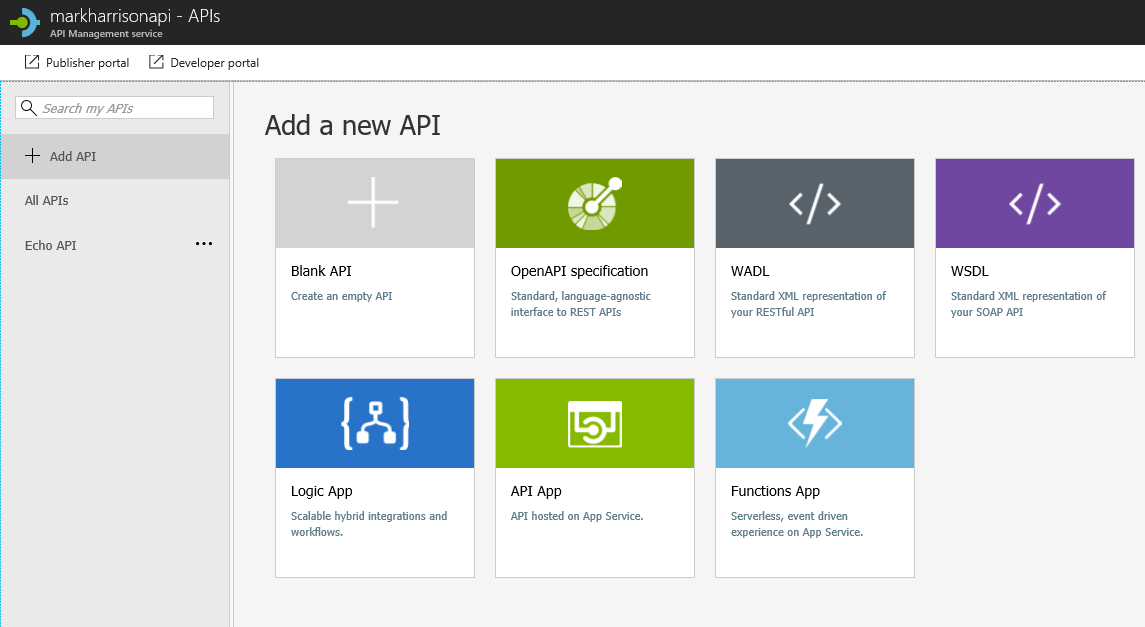 markharrisonapi - APIs
API Management service
Publisher portal
Developer portal
Search my APIs
Add API
All APIs
Echo API
Add a new API
Blank API
Create an empty API
OpenAPI specification
Standard, language-agnostic
interface to REST APIs
WADL
Standard XML representation of
your RESTful API
WSDL
Standard XML representation of
your SOAP API
Logic App
Scalable hybrid integrations and
workflows.
API App
API hosted on App Service.
Functions App
Serverless, event driven
experience on App Service.